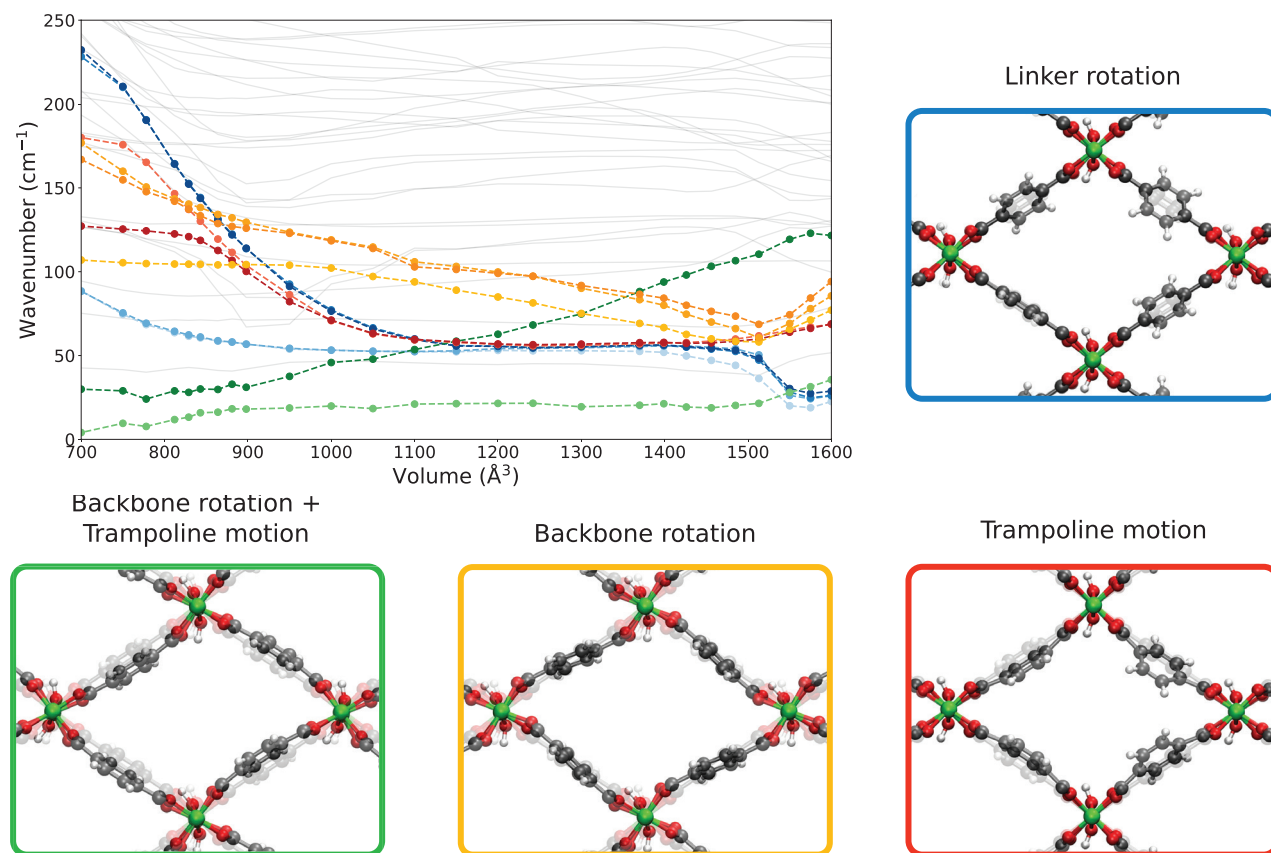 250
200
150
100
50
0
Wavenumber (cm⁻¹)
700 800 900 1000 1100 1200 1300 1400 1500 1600
Volume (Å³)
Linker rotation
Backbone rotation +
Trampoline motion
Backbone rotation
Trampoline motion